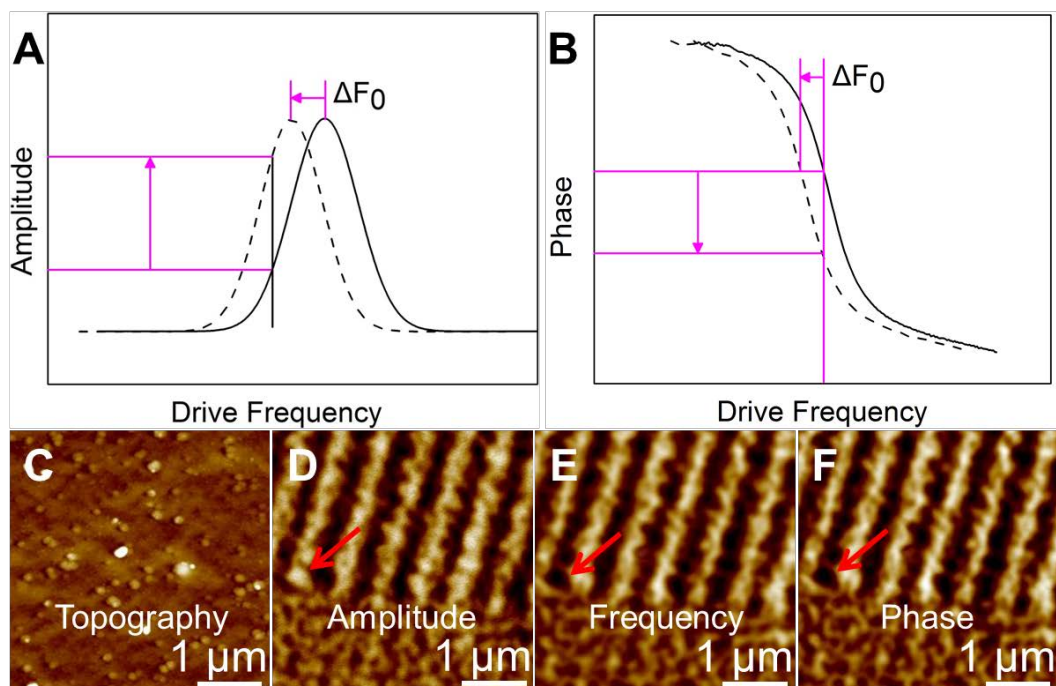 A
ΔF0
Amplitude
Drive Frequency
B
ΔF0
Phase
Drive Frequency
C
Topography
1 μm
D
Amplitude
1 μm
E
Frequency
1 μm
F
Phase
1 μm